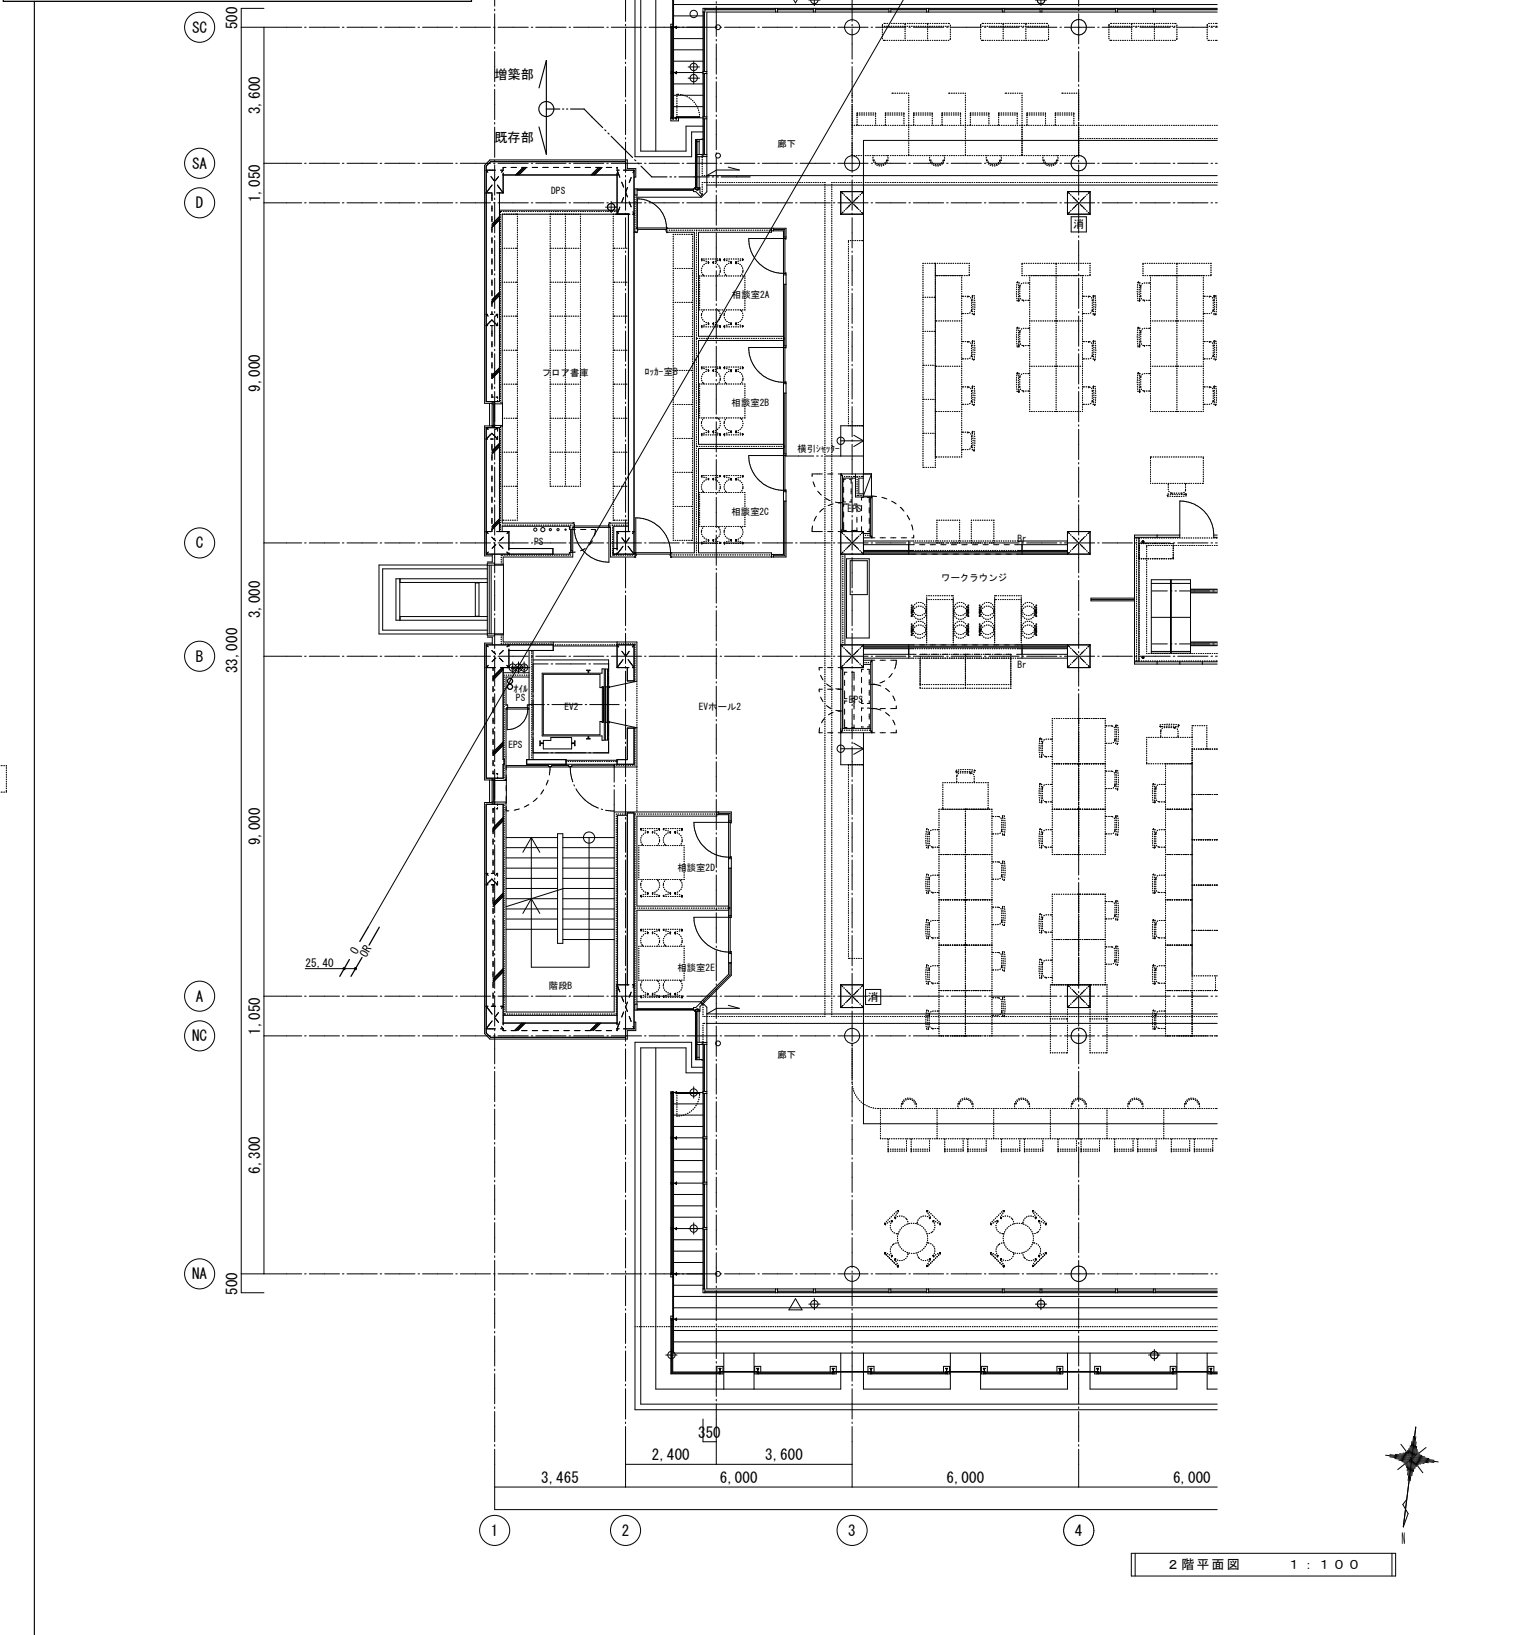 SC
500
3,600
増築部
既存部
廊下
SA
1,050
D
DPS
消
相談室2A
9,000
フロア書庫
ﾛｯｶｰ室B
相談室2B
横引ｼｬｯﾀｰ
相談室2C
EPS
C
PS
Br
ワークラウンジ
3,000
33,000
B
Br
ｵｲﾙ
PS
EV2
EVホール2
EPS
EPS
9,000
相談室2D
25,40
O
OR
相談室2E
階段B
A
消
1,050
NC
廊下
6,300
NA
500
350
2,400
3,600
3,465
6,000
6,000
6,000
1
2
3
4
N
２階平面図　１：１００